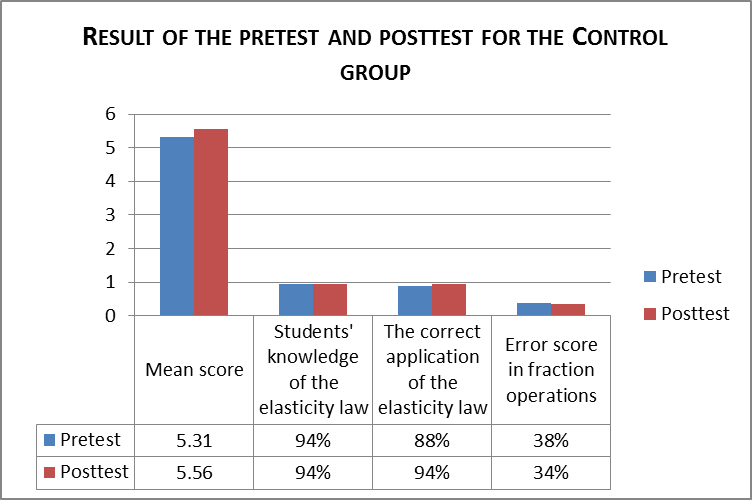 RESULT OF THE PRETEST AND POSTTEST FOR THE CONTROL
GROUP
6
5
4
3
2
1
0
Pretest
Posttest
Mean score
Students'
knowledge
of the
elasticity law
The correct
application
of the
elasticity law
Error score
in fraction
operations
Pretest 5.31 94% 88% 38%
Posttest 5.56 94% 94% 34%